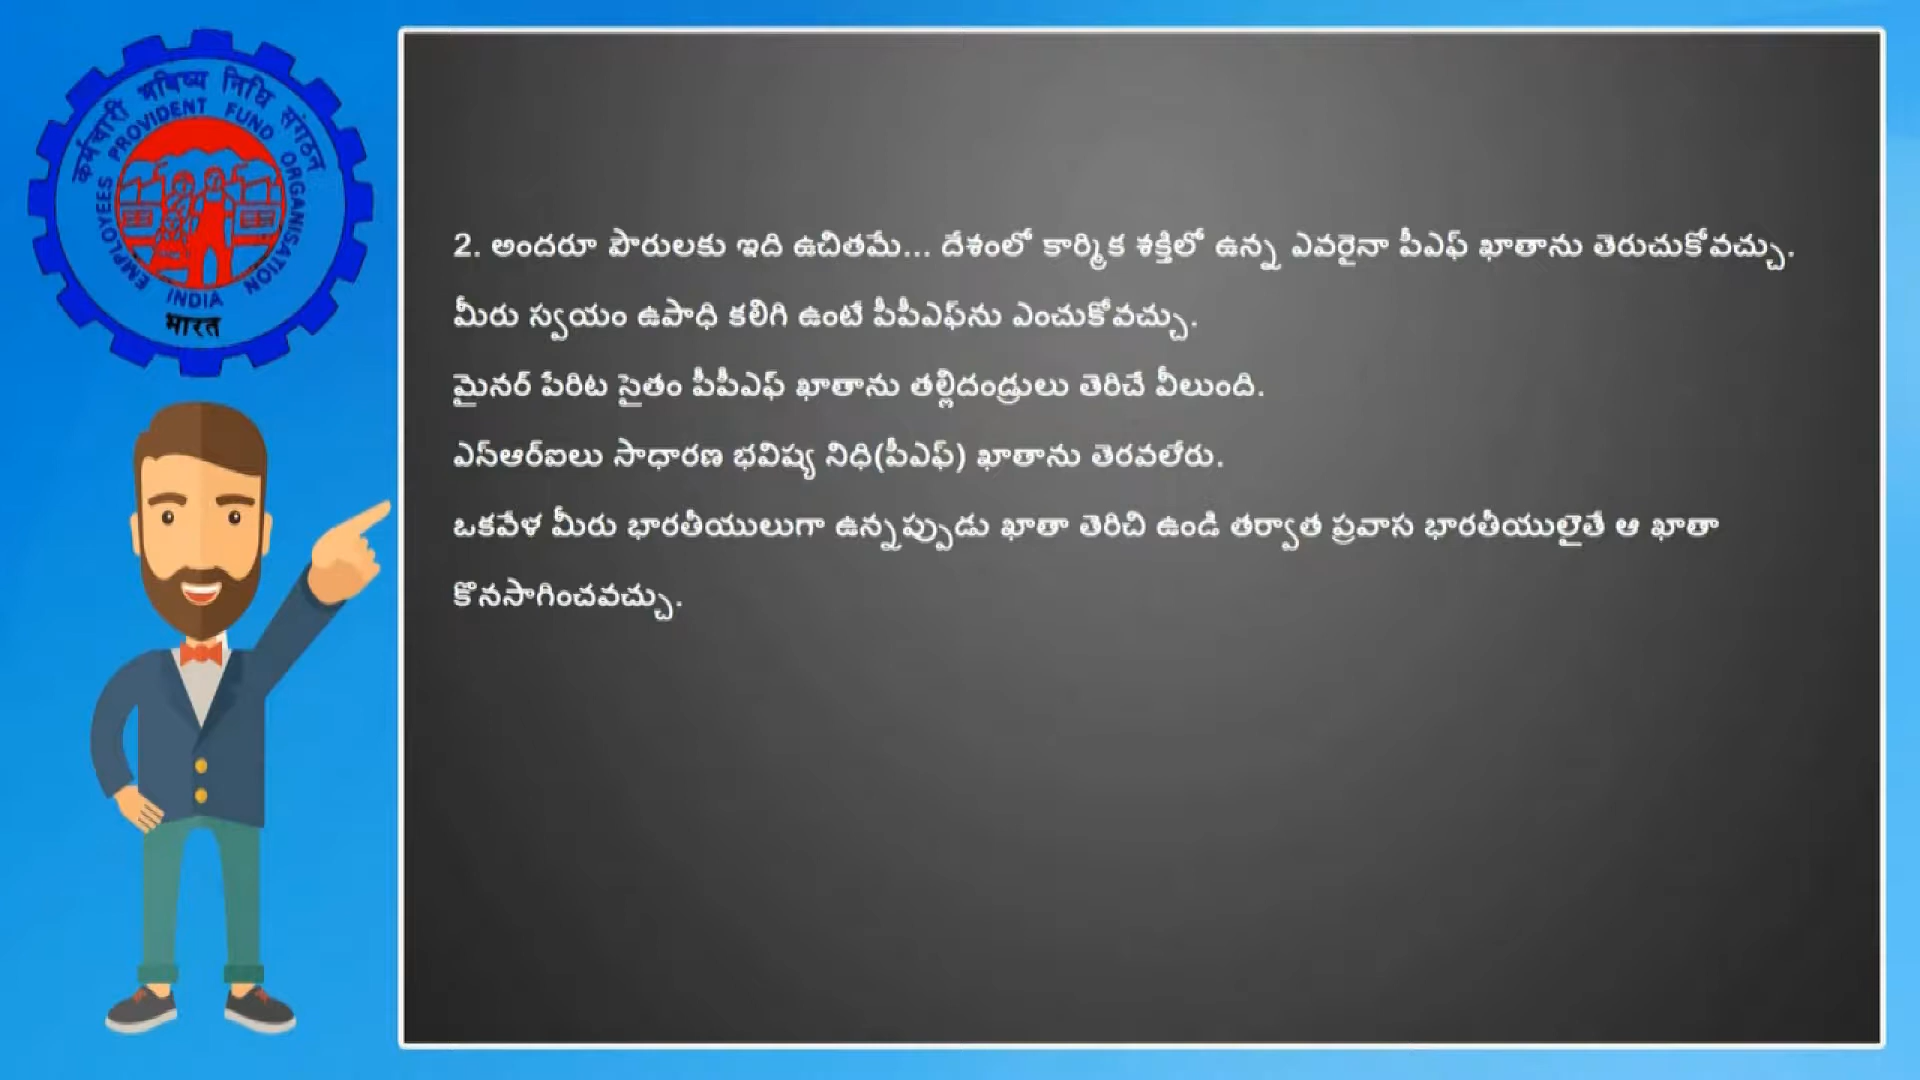 कर्मचारी भविष्य निधि संगठन
EMPLOYEES PROVIDENT FUND ORGANISATION
INDIA
भारत
2. అందరూ పౌరులకు ఇది ఉచితమే... దేశంలో కార్మిక శక్తిలో ఉన్న ఎవరైనా పీఎఫ్ ఖాతాను తెరుచుకోవచ్చు.
మీరు స్వయం ఉపాధి కలిగి ఉంటే పీపీఎఫ్‌ను ఎంచుకోవచ్చు.
మైనర్ పేరిట సైతం పీపీఎఫ్ ఖాతాను తల్లిదండ్రులు తెరిచే వీలుంది.
ఎన్ఆర్ఐలు సాధారణ భవిష్య నిధి(పీఎఫ్) ఖాతాను తెరవలేరు.
ఒకవేళ మీరు భారతీయులుగా ఉన్నప్పుడు ఖాతా తెరిచి ఉండి తర్వాత ప్రవాస భారతీయులైతే ఆ ఖాతా
కొనసాగించవచ్చు.